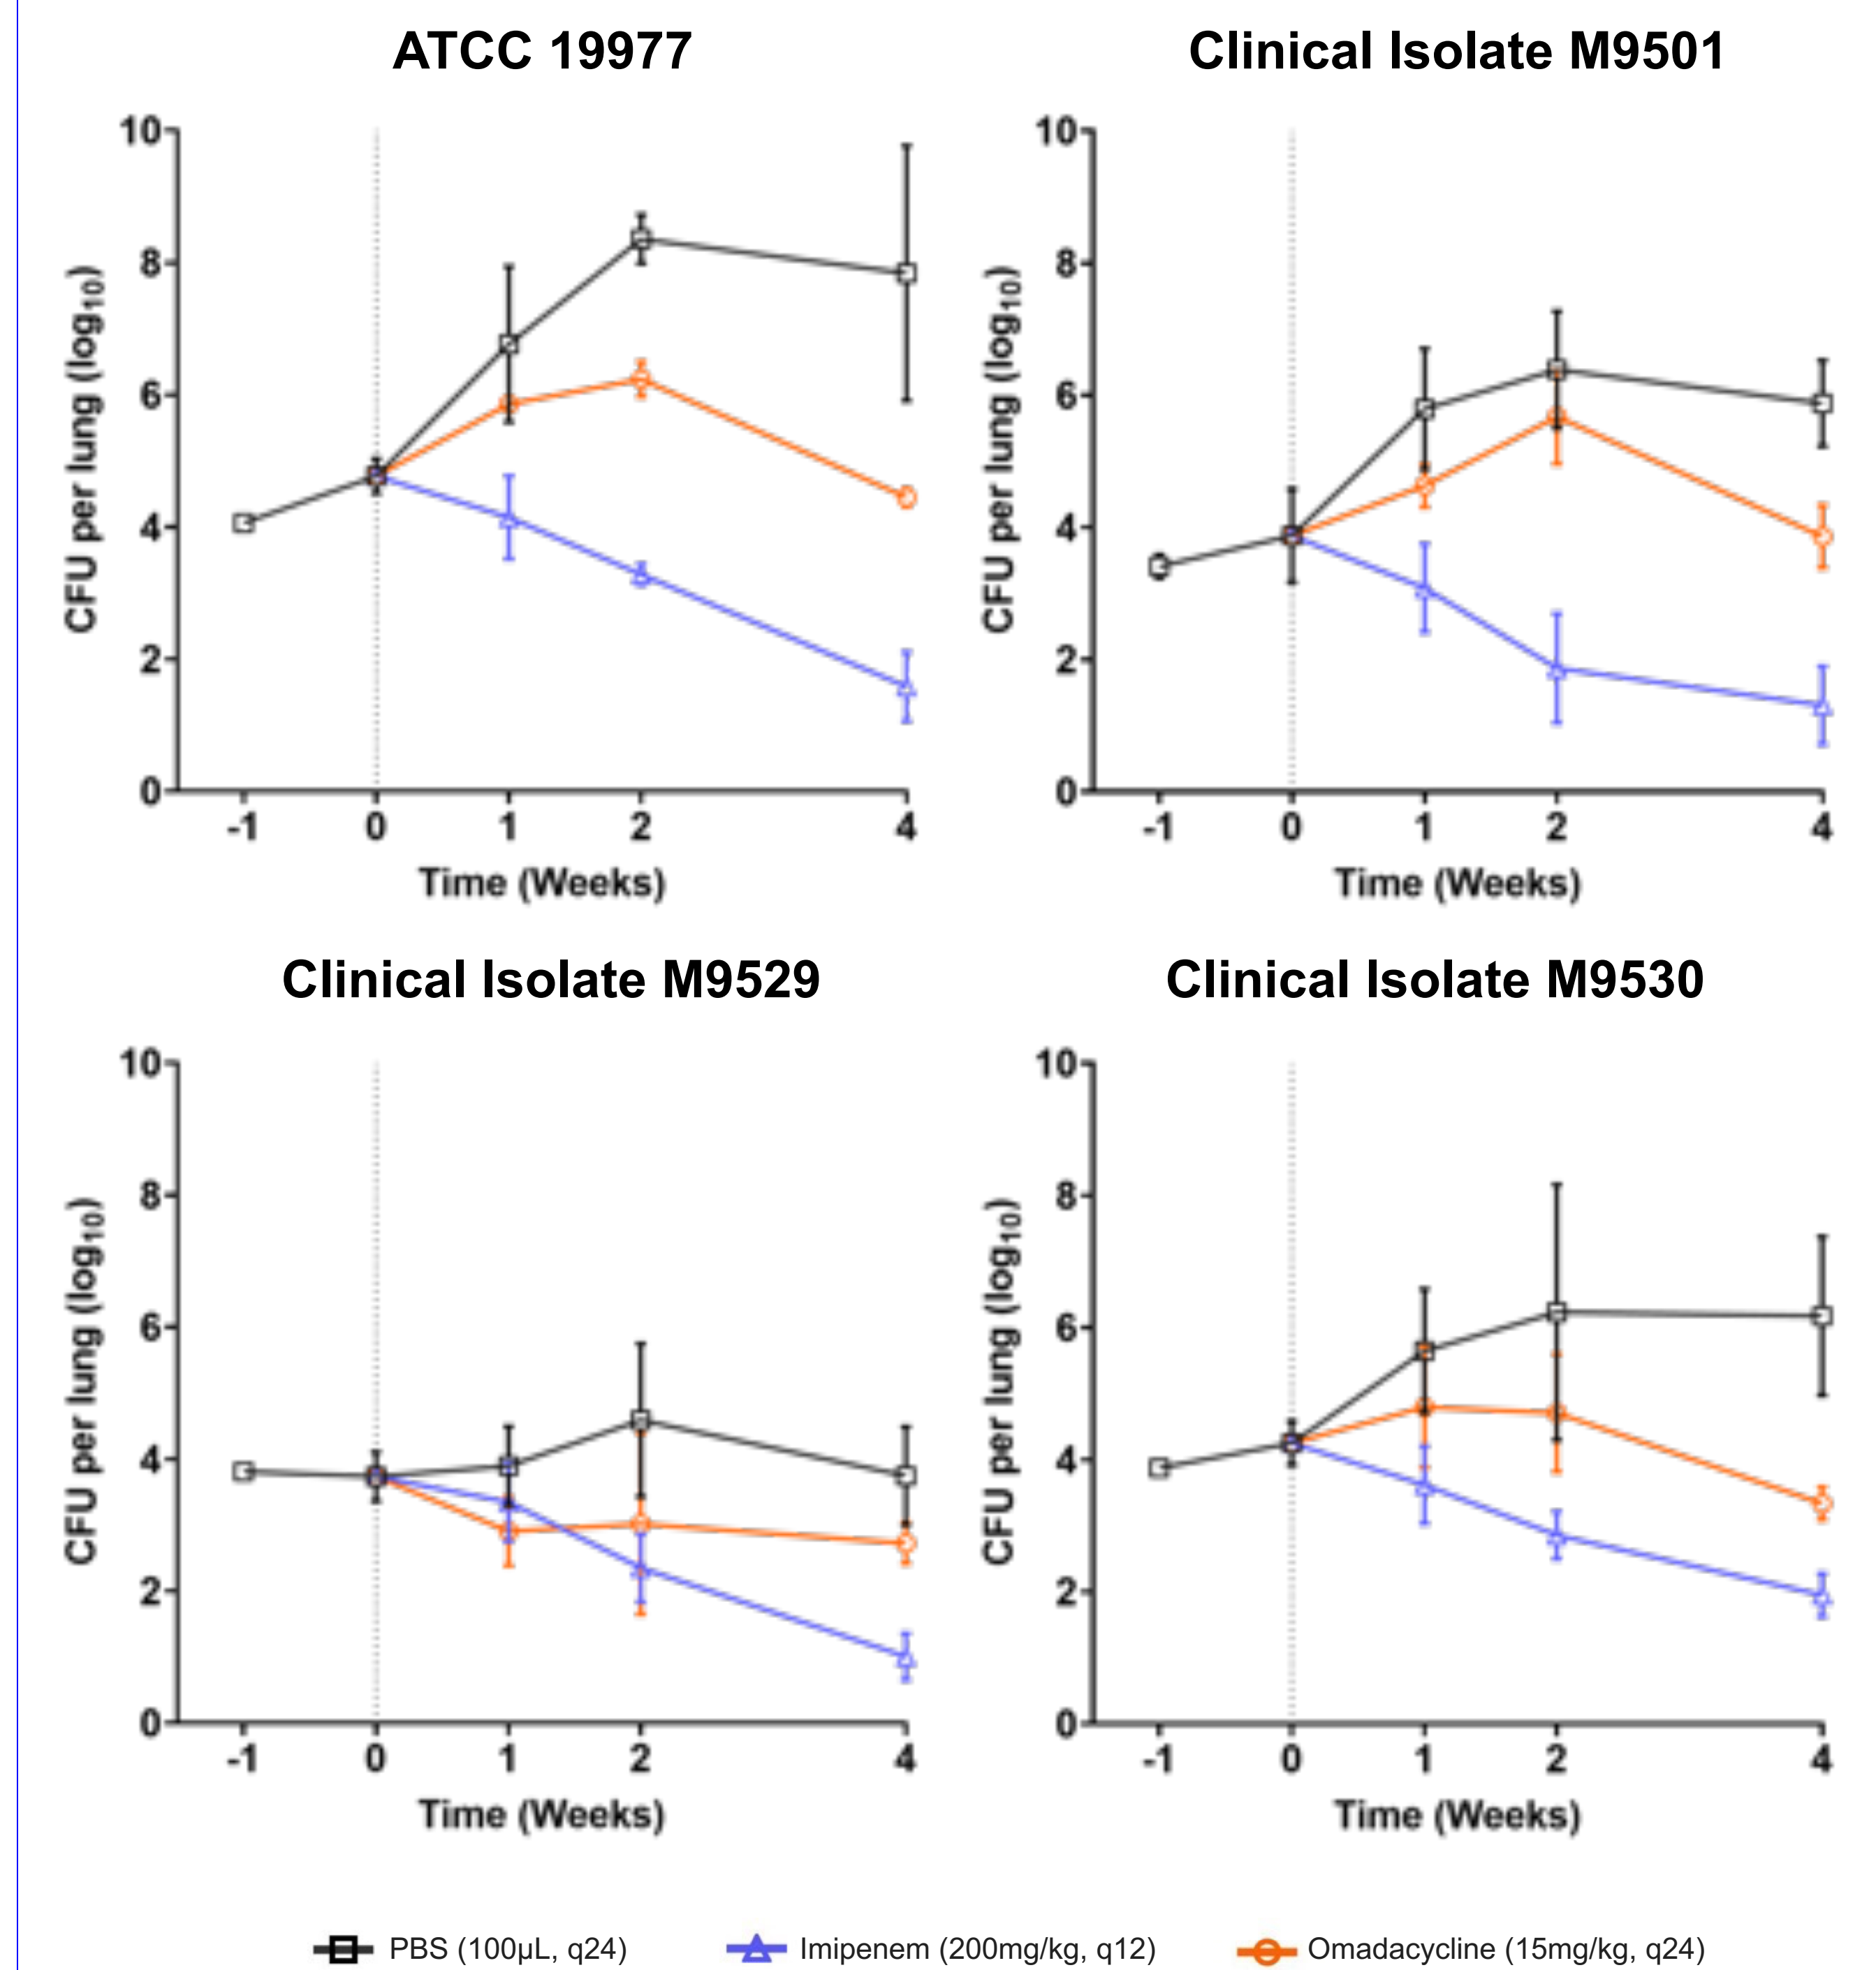 ATCC 19977
Clinical Isolate M9501
10
8
6
4
2
0
CFU per lung (log10)
-1 0 1 2 4
Time (Weeks)
10
8
6
4
2
0
CFU per lung (log10)
-1 0 1 2 4
Time (Weeks)
Clinical Isolate M9529
Clinical Isolate M9530
10
8
6
4
2
0
CFU per lung (log10)
-1 0 1 2 4
Time (Weeks)
10
8
6
4
2
0
CFU per lung (log10)
-1 0 1 2 4
Time (Weeks)
PBS (100µL, q24) Imipenem (200mg/kg, q12) Omadacycline (15mg/kg, q24)